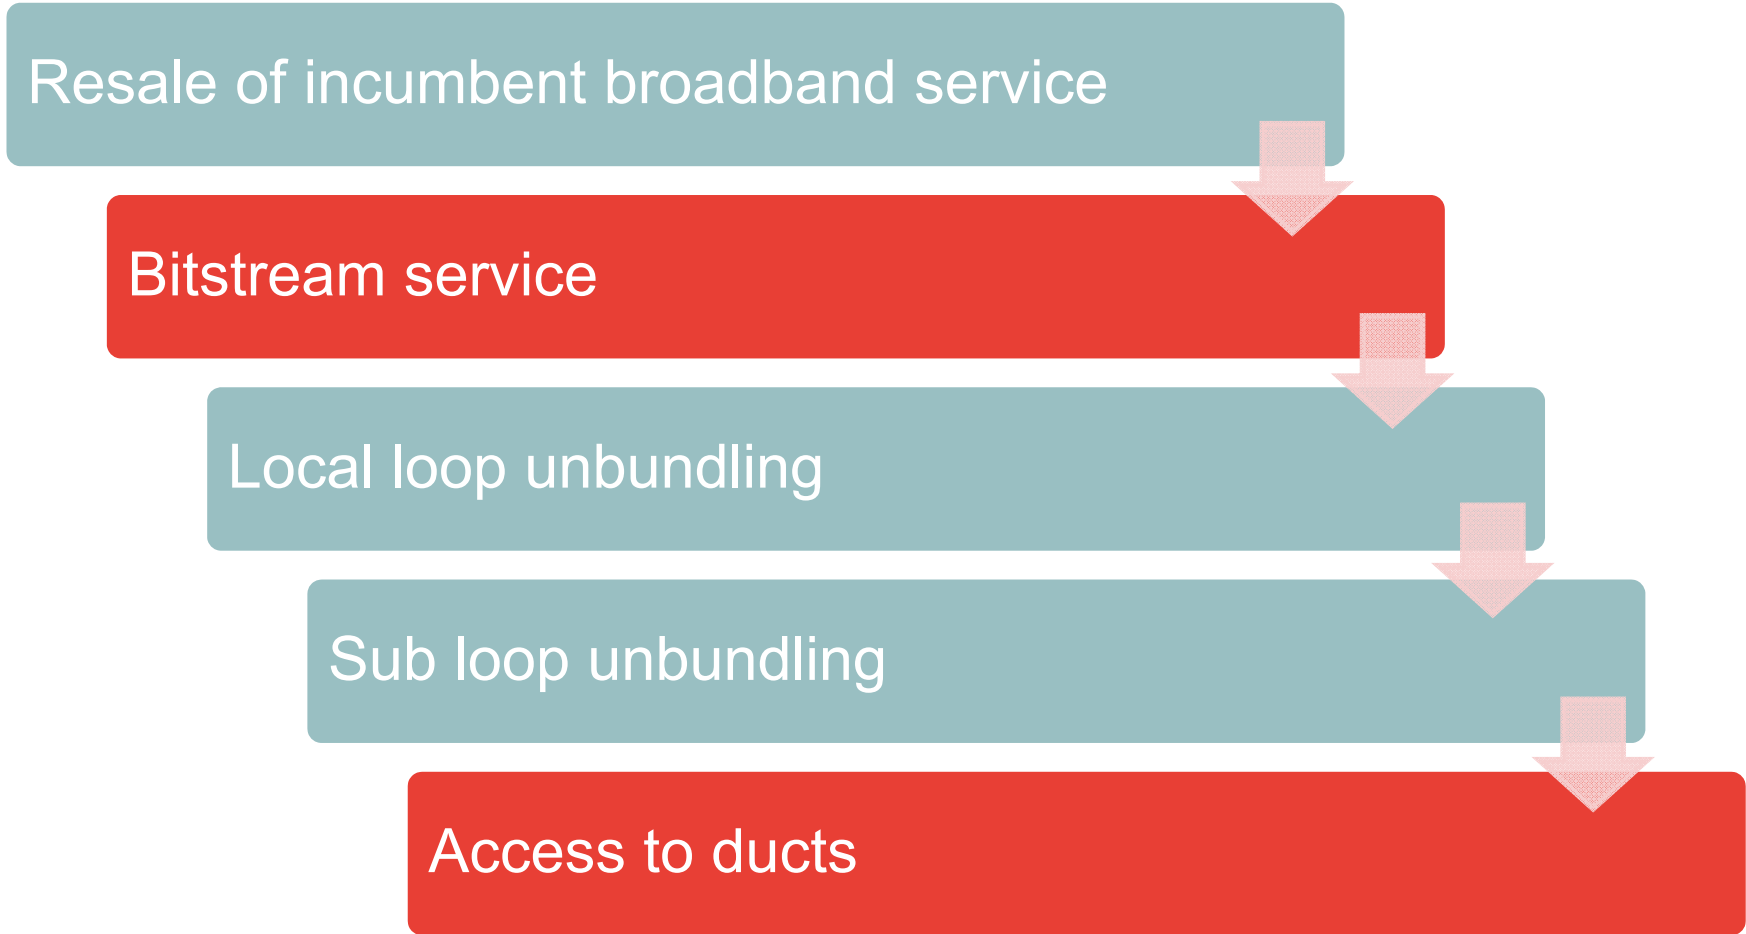 Resale of incumbent broadband service
Bitstream service
Local loop unbundling
Sub loop unbundling
Access to ducts